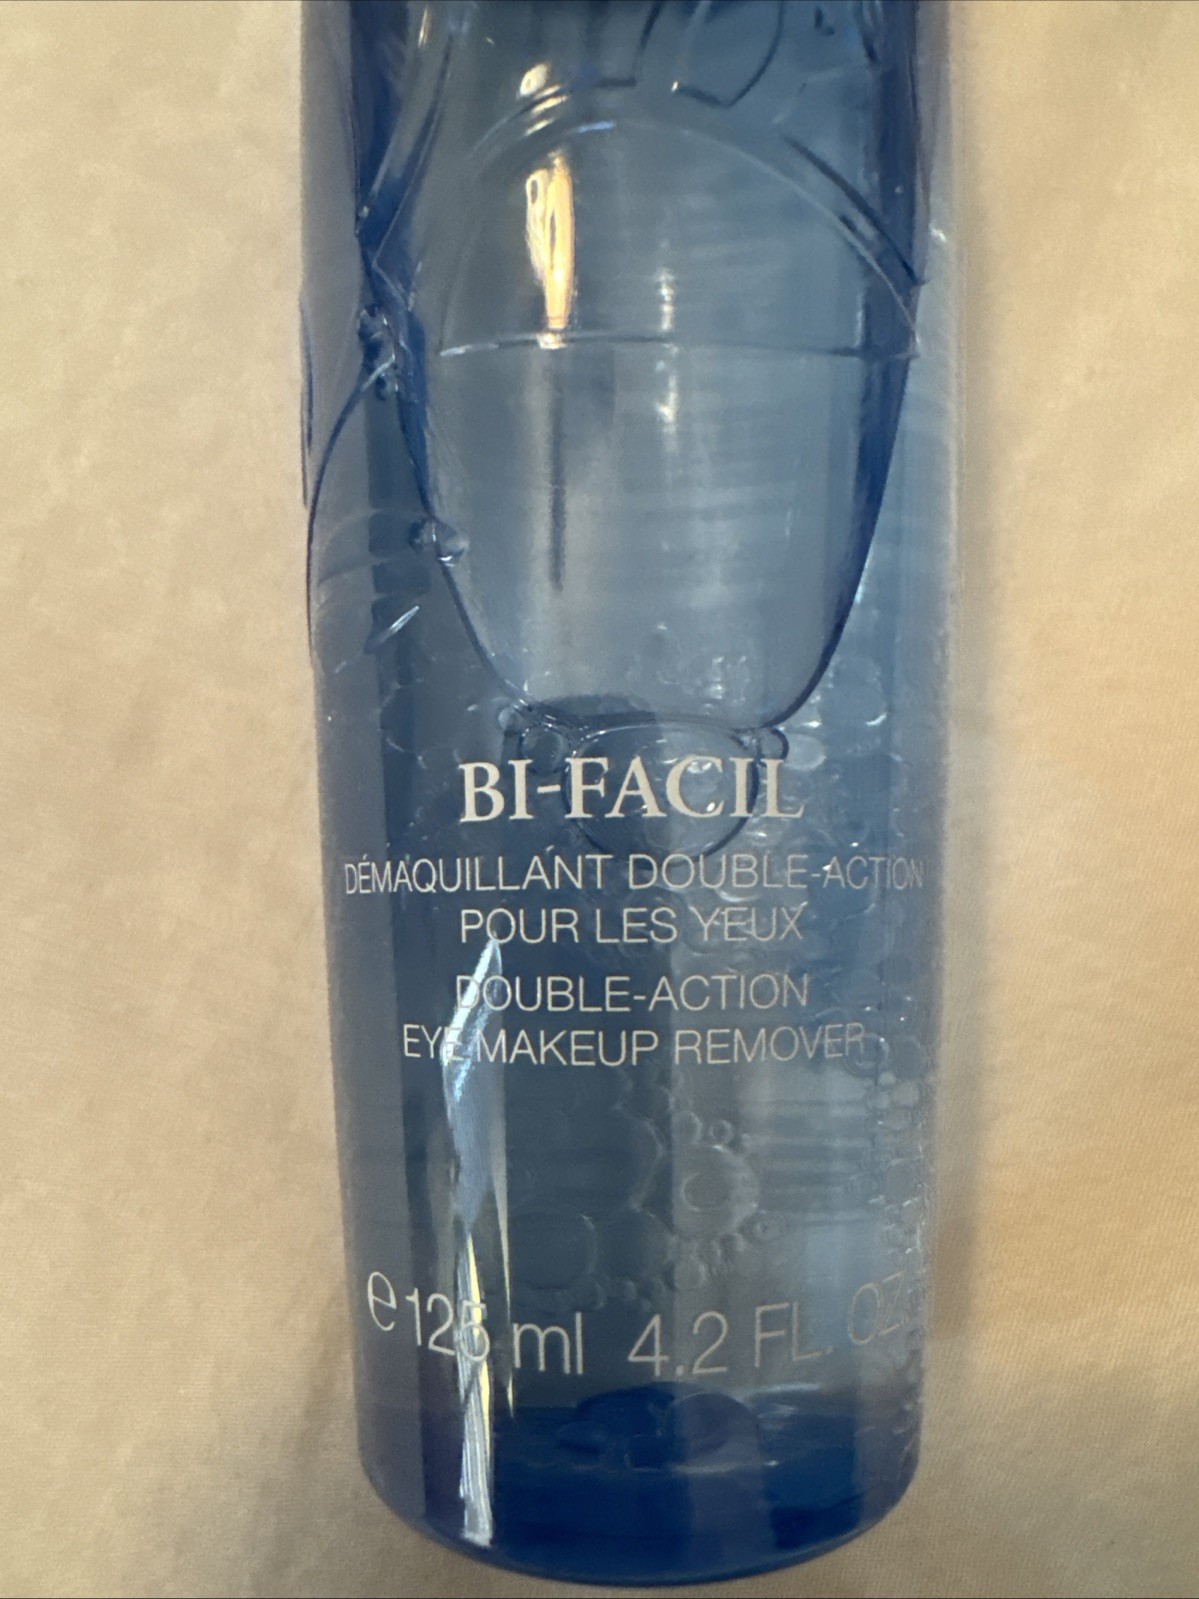 BI-FACIL
DÉMAQUILLANT DOUBLE-ACTION
POUR LES YEUX
DOUBLE-ACTION
EYE MAKEUP REMOVER
e 125 ml 4.2 FL. OZ.